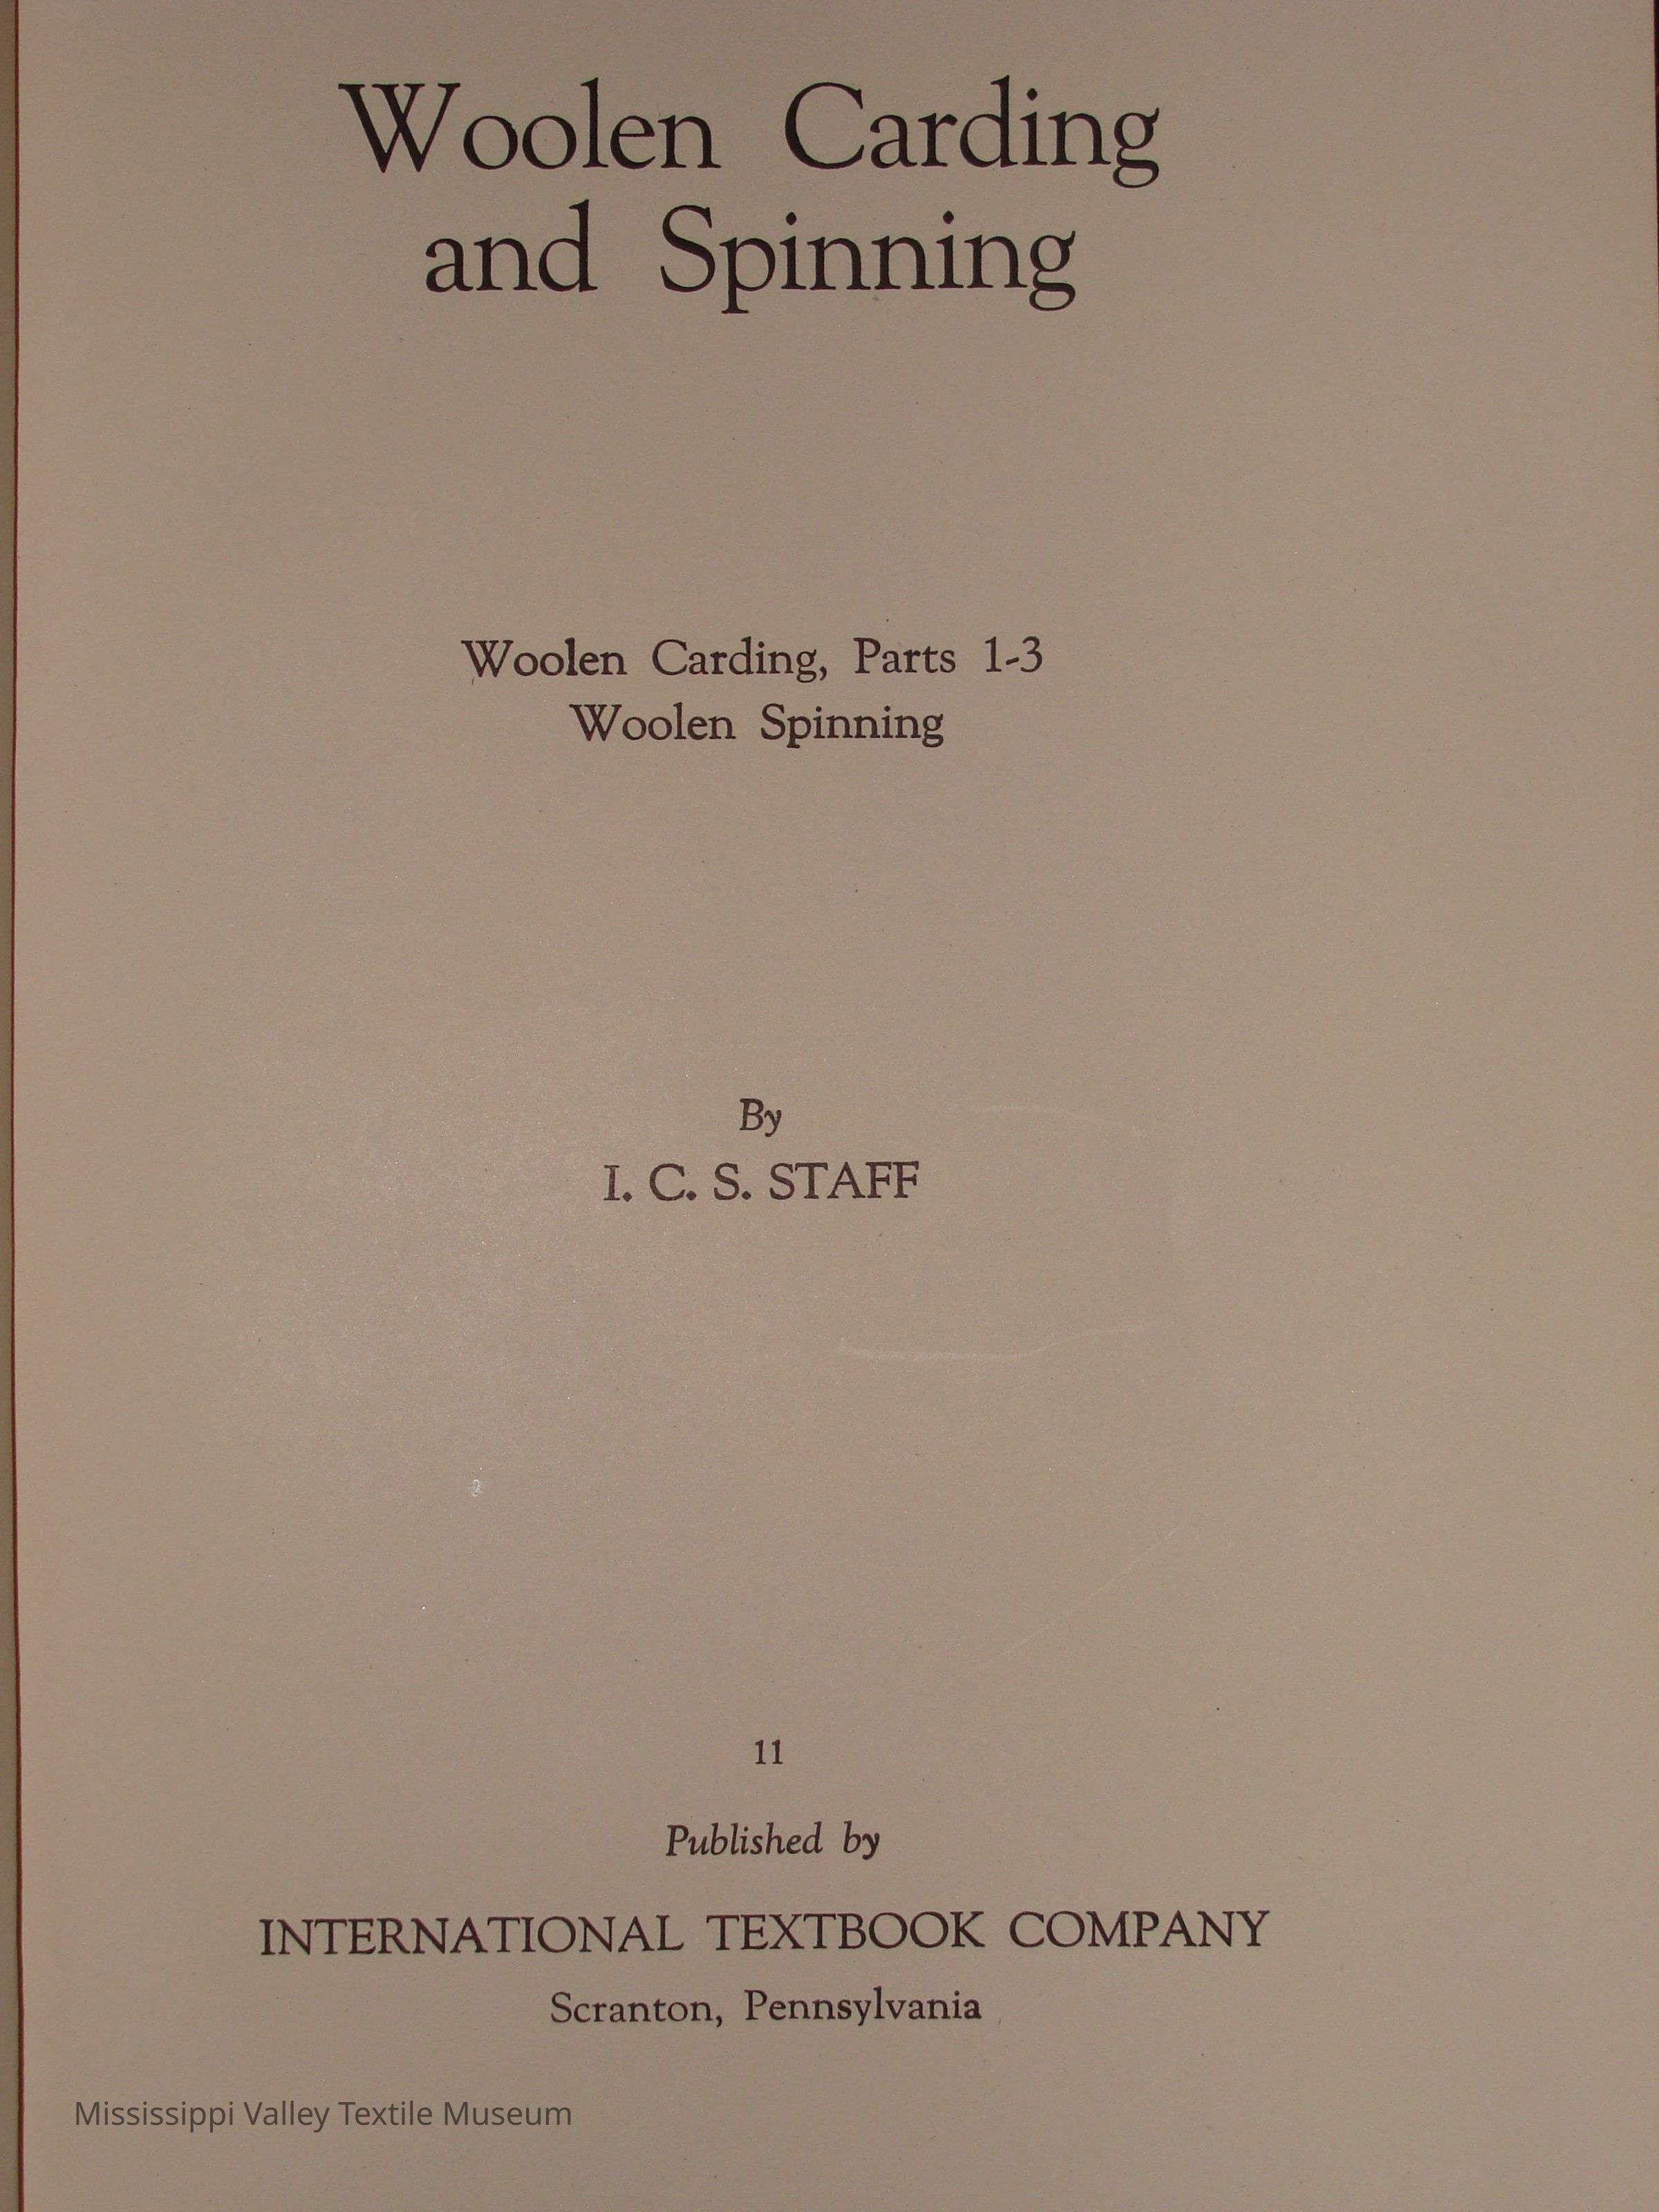 Woolen Carding
and Spinning
Woolen Carding, Parts 1-3
Woolen Spinning
By
I. C. S. STAFF
11
Published by
INTERNATIONAL TEXTBOOK COMPANY
Scranton, Pennsylvania
Mississippi Valley Textile Museum